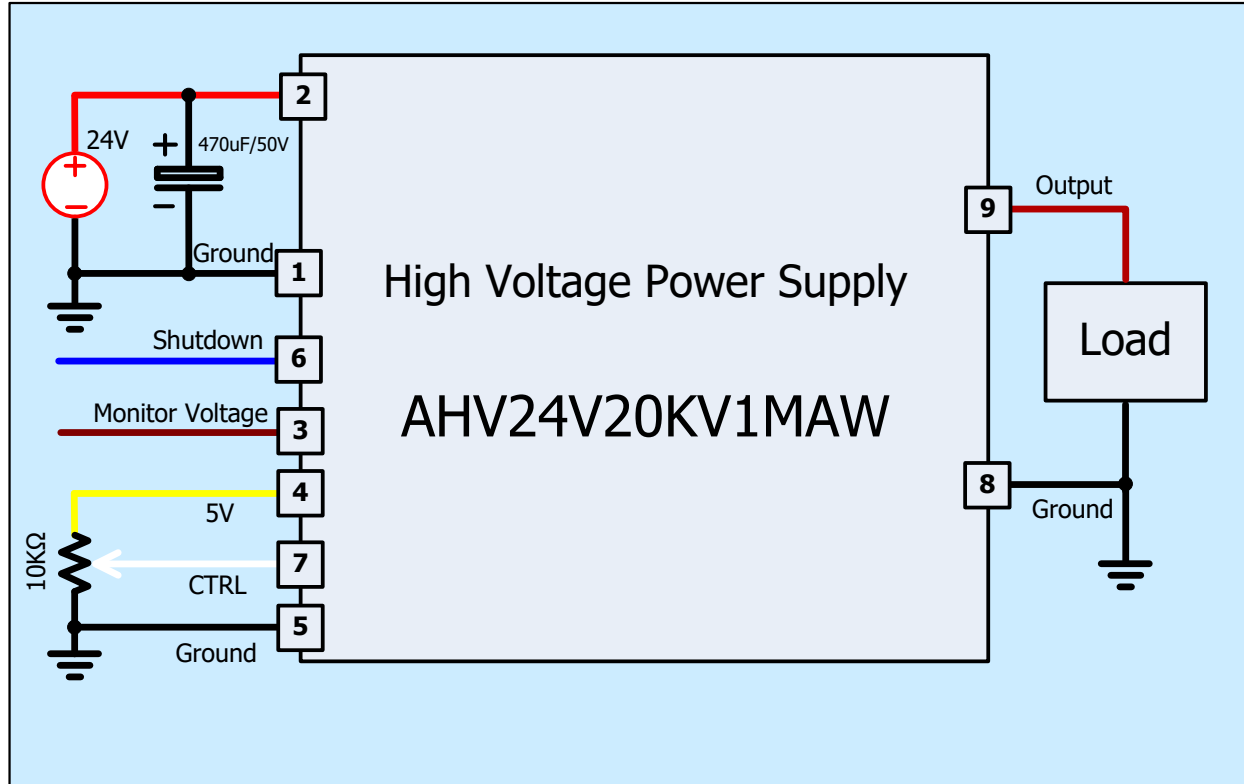 2
24V
+
470uF/50V
+
−
−
Ground
1
Shutdown
6
Monitor Voltage
3
4
5V
10KΩ
7
CTRL
5
Ground
High Voltage Power Supply
AHV24V20KV1MAW
9
Output
Load
8
Ground